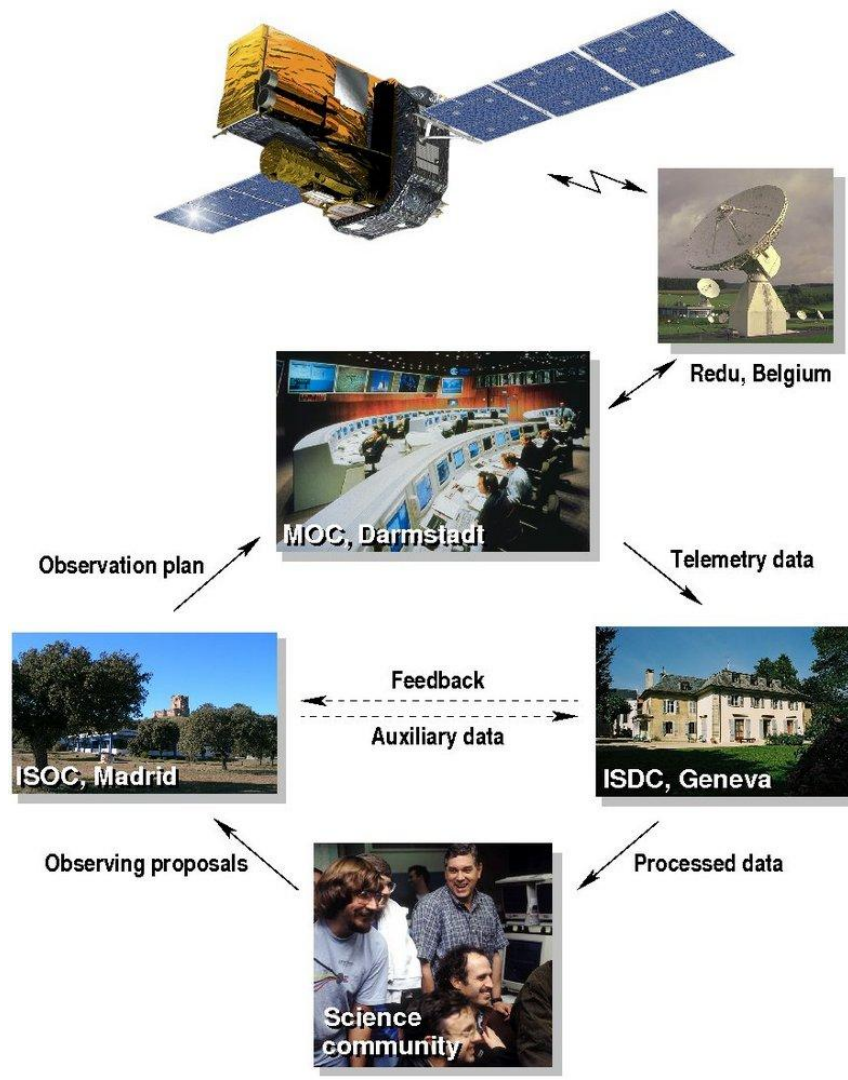 Redu, Belgium
MOC, Darmstadt
Observation plan
Telemetry data
Feedback
Auxiliary data
ISOC, Madrid
ISDC, Geneva
Observing proposals
Processed data
Science
community